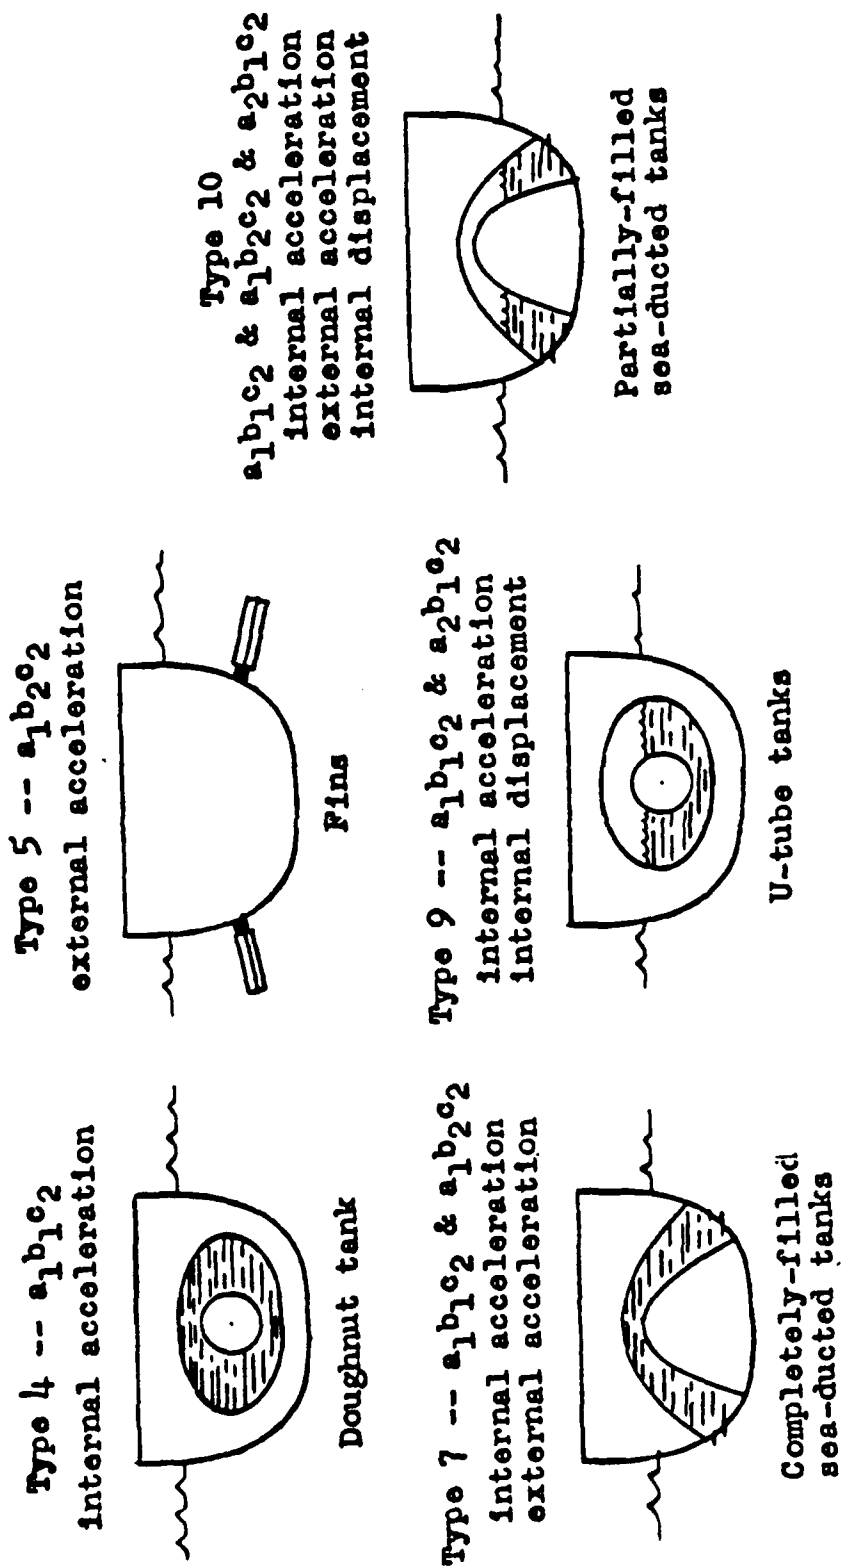 Type 4 -- a₁b₁c₂
internal acceleration
Doughnut tank
Type 5 -- a₁b₂c₂
external acceleration
Fins
Type 7 -- a₁b₁c₂ & a₁b₂c₂
internal acceleration
external acceleration
Completely-filled
sea-ducted tanks
Type 9 -- a₁b₁c₂ & a₂b₁c₂
internal acceleration
internal displacement
U-tube tanks
Type 10
a₁b₁c₂ & a₁b₂c₂ & a₂b₁c₂
internal acceleration
external acceleration
internal displacement
Partially-filled
sea-ducted tanks